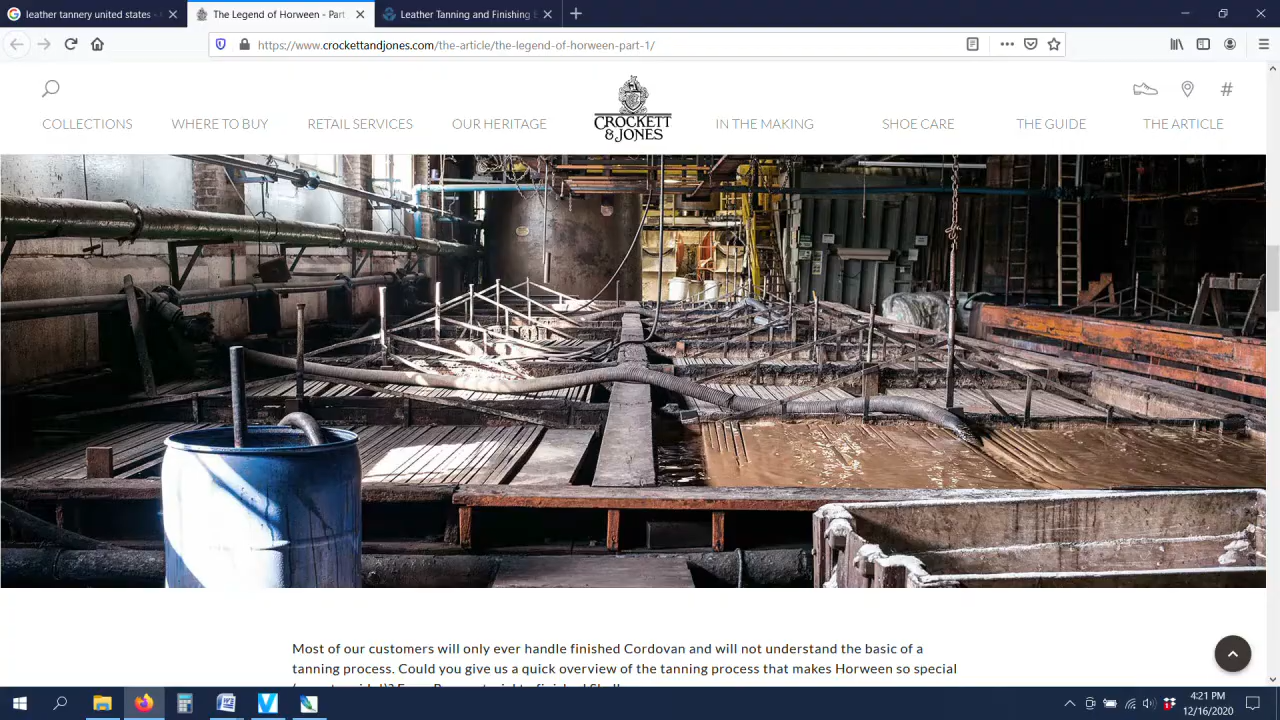 leather tannery united states -
The Legend of Horween - Part
Leather Tanning and Finishing E
https://www.crockettandjones.com/the-article/the-legend-of-horween-part-1/
COLLECTIONS
WHERE TO BUY
RETAIL SERVICES
OUR HERITAGE
CROCKETT
&JONES
IN THE MAKING
SHOE CARE
THE GUIDE
THE ARTICLE
Most of our customers will only ever handle finished Cordovan and will not understand the basic of a
tanning process. Could you give us a quick overview of the tanning process that makes Horween so special
4:21 PM
12/16/2020